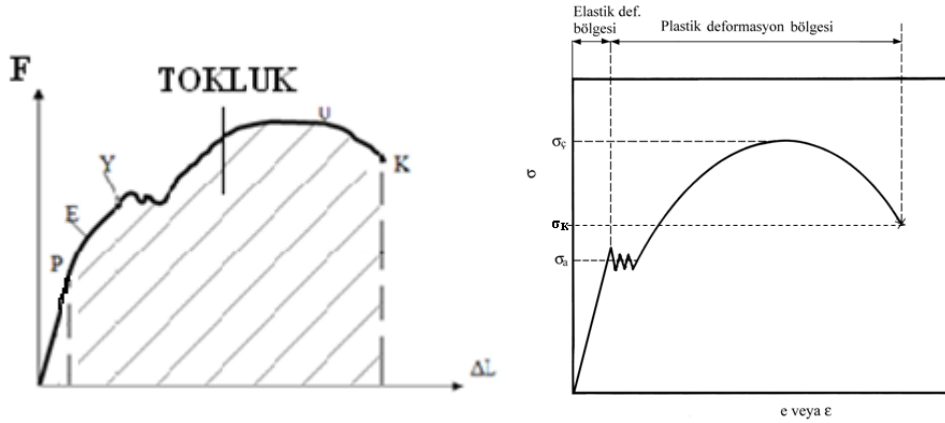 F
TOKLUK
U
Y
K
E
P
ΔL
Elastik def.
bölgesi
Plastik deformasyon bölgesi
σç
σ
σK
σa
e veya ε